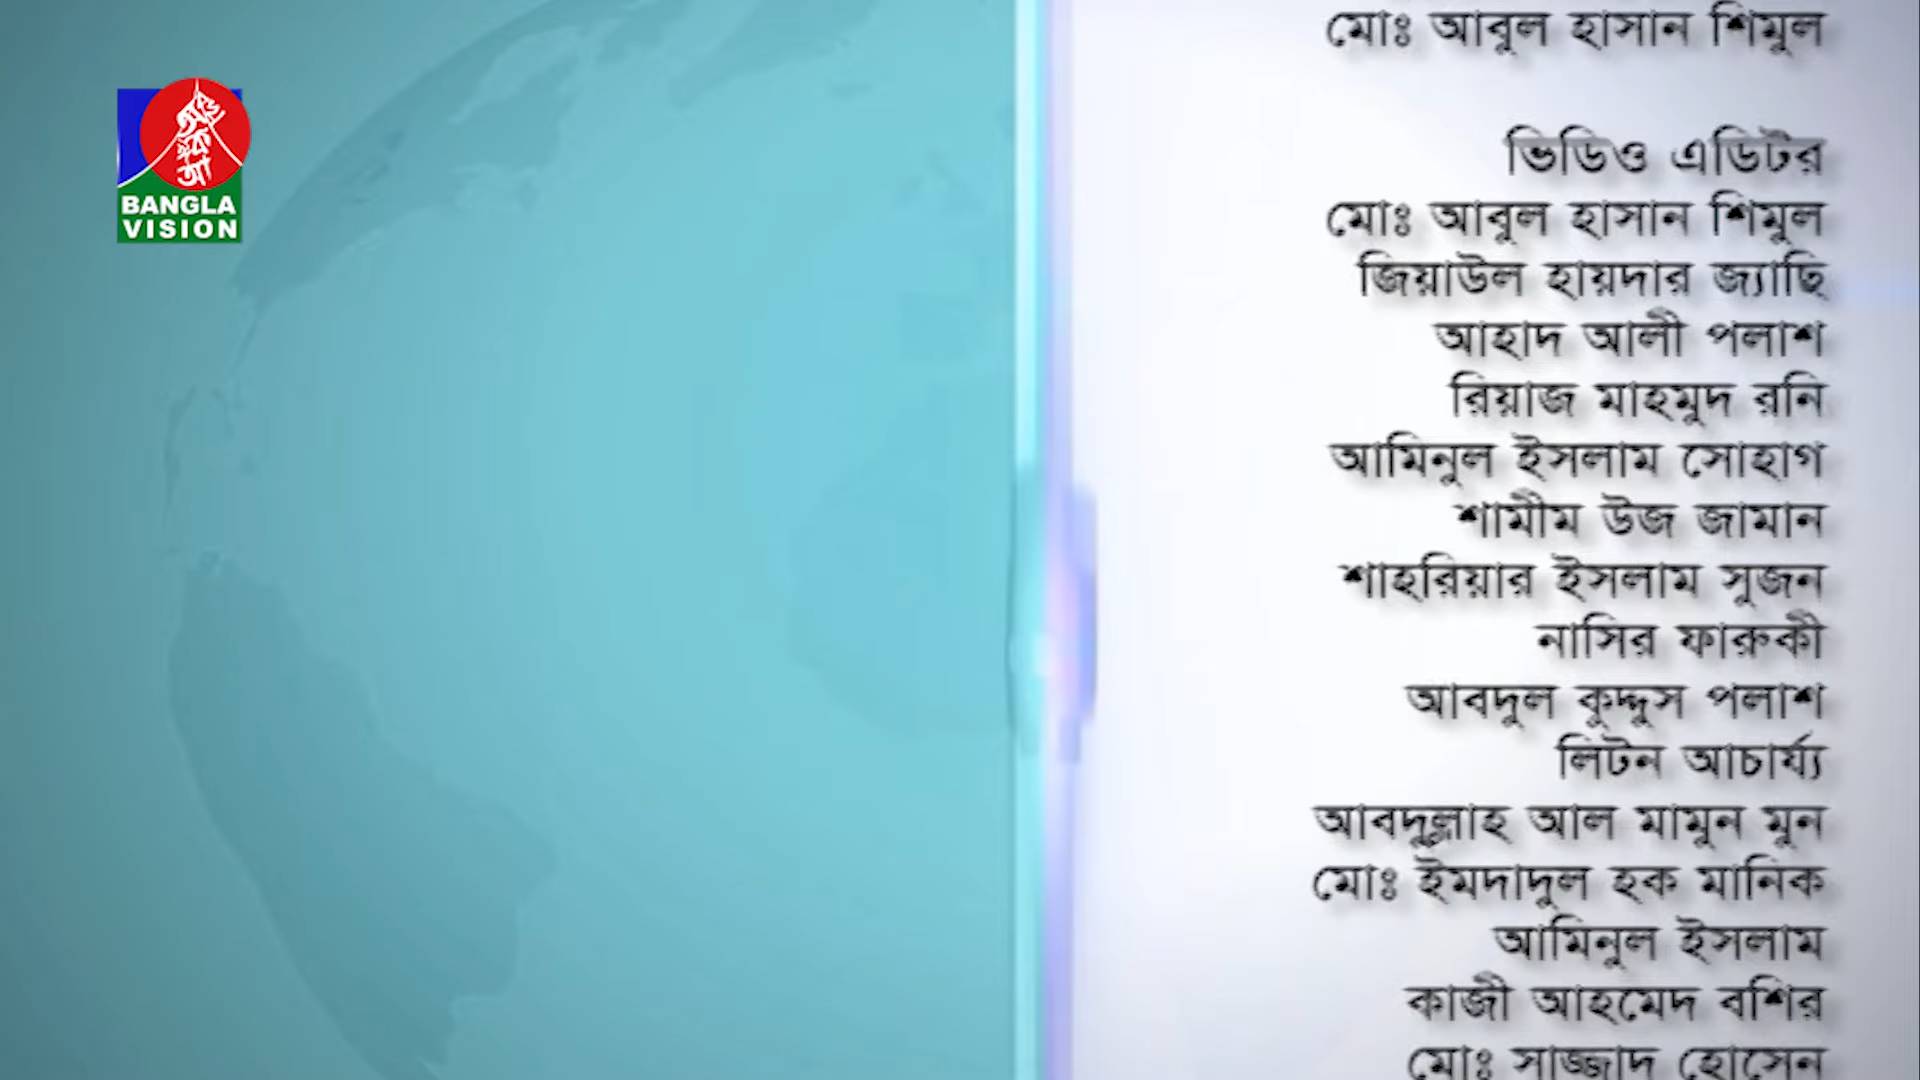 BANGLA
VISION
মোঃ আবুল হাসান শিমুল
ভিডিও এডিটর
মোঃ আবুল হাসান শিমুল
জিয়াউল হায়দার জ্যাছি
আহাদ আলী পলাশ
রিয়াজ মাহমুদ রনি
আমিনুল ইসলাম সোহাগ
শামীম উজ জামান
শাহরিয়ার ইসলাম সুজন
নাসির ফারুকী
আবদুল কুদ্দুস পলাশ
লিটন আচার্য্য
আবদুল্লাহ আল মামুন মুন
মোঃ ইমদাদুল হক মানিক
আমিনুল ইসলাম
কাজী আহমেদ বশির
মোঃ সাজ্জাদ হোসেন